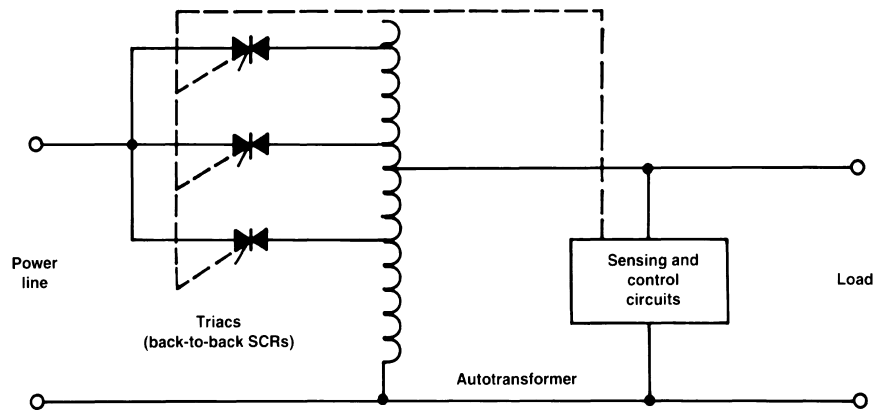 Power
line
Triacs
(back-to-back SCRs)
Autotransformer
Sensing and
control
circuits
Load